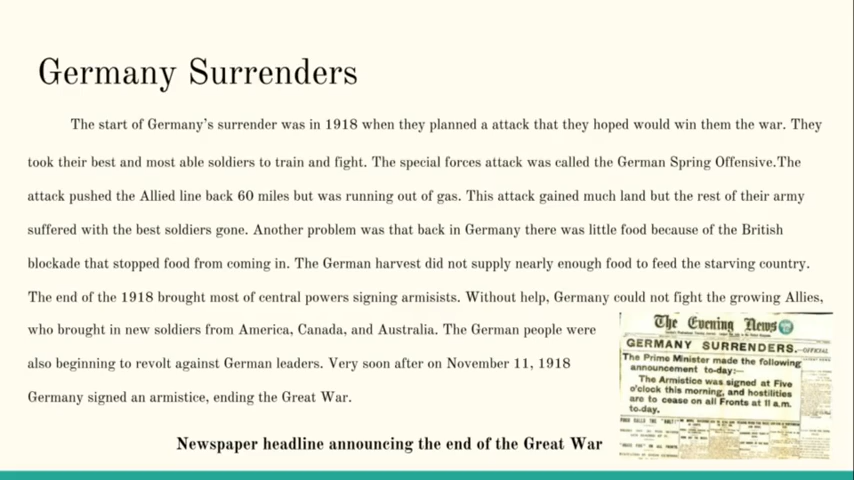 Germany Surrenders
The start of Germany's surrender was in 1918 when they planned a attack that they hoped would win them the war. They
took their best and most able soldiers to train and fight. The special forces attack was called the German Spring Offensive.The
attack pushed the Allied line back 60 miles but was running out of gas. This attack gained much land but the rest of their army
suffered with the best soldiers gone. Another problem was that back in Germany there was little food because of the British
blockade that stopped food from coming in. The German harvest did not supply nearly enough food to feed the starving country.
The end of the 1918 brought most of central powers signing armisists. Without help, Germany could not fight the growing Allies,
who brought in new soldiers from America, Canada, and Australia. The German people were
also beginning to revolt against German leaders. Very soon after on November 11, 1918
Germany signed an armistice, ending the Great War.
The Evening News
GERMANY SURRENDERS.—OFFICIAL
The Prime Minister made the following
announcement to-day:—
The Armistice was signed at Five
o'clock this morning, and hostilities
are to cease on all Fronts at 11 a.m.
to-day.
Newspaper headline announcing the end of the Great War